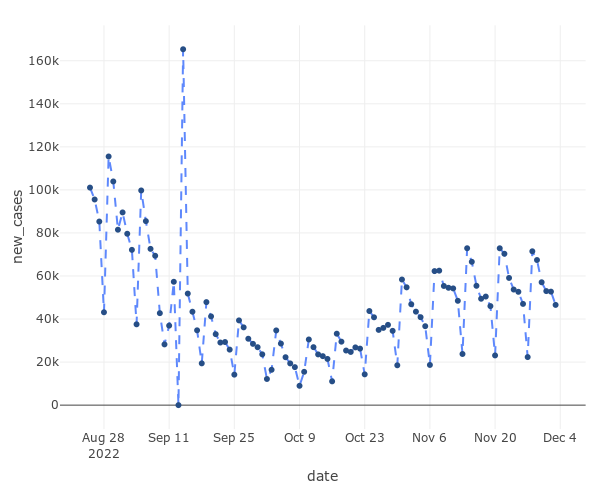 160k
140k
120k
100k
80k
60k
40k
20k
0
new_cases
Aug 28 Sep 11 Sep 25 Oct 9 Oct 23 Nov 6 Nov 20 Dec 4
2022
date